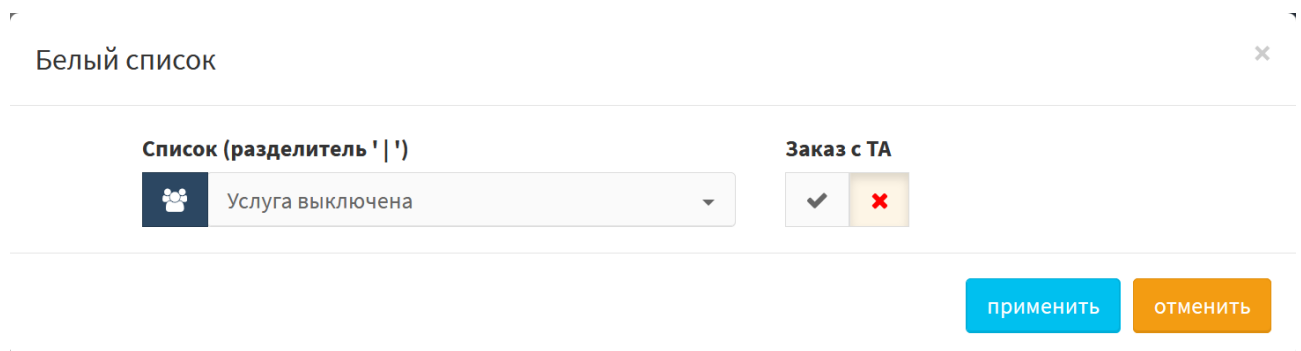 Белый список
×
Список (разделитель ' | ')
Заказ с ТА
Услуга выключена
применить
отменить